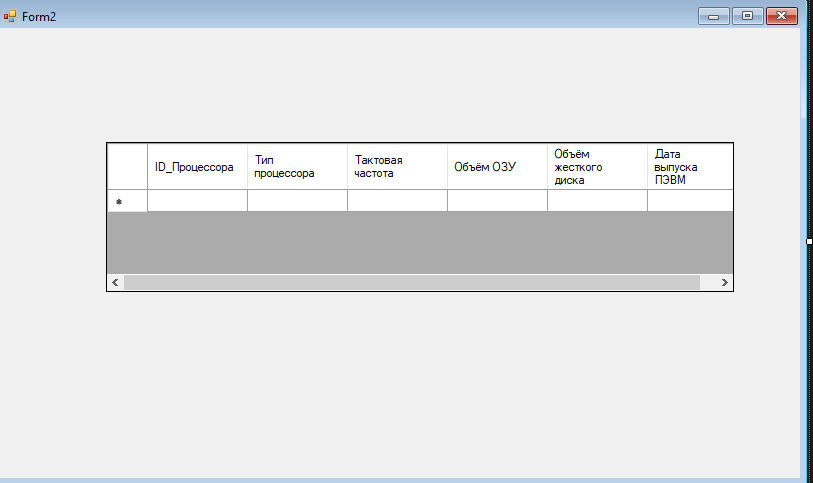 Form2
ID_Процессора
Тип
процессора
Тактовая
частота
Объём ОЗУ
Объём
жесткого
диска
Дата
выпуска
ПЭВМ